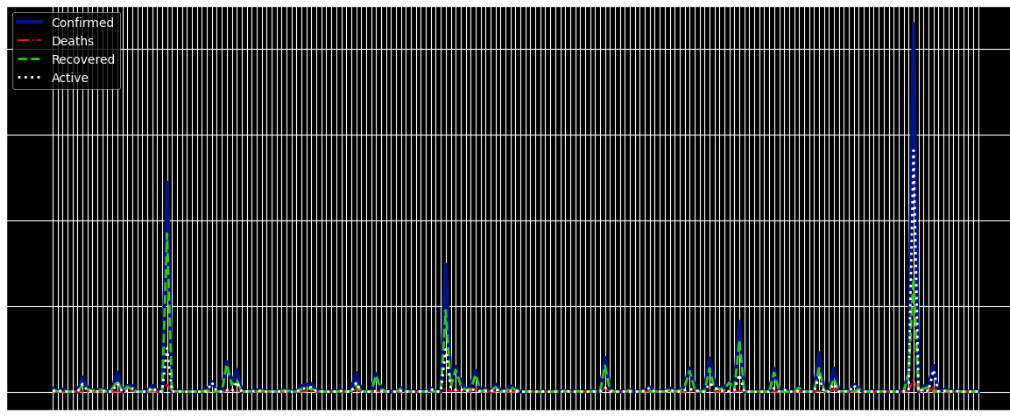 Confirmed
Deaths
Recovered
Active